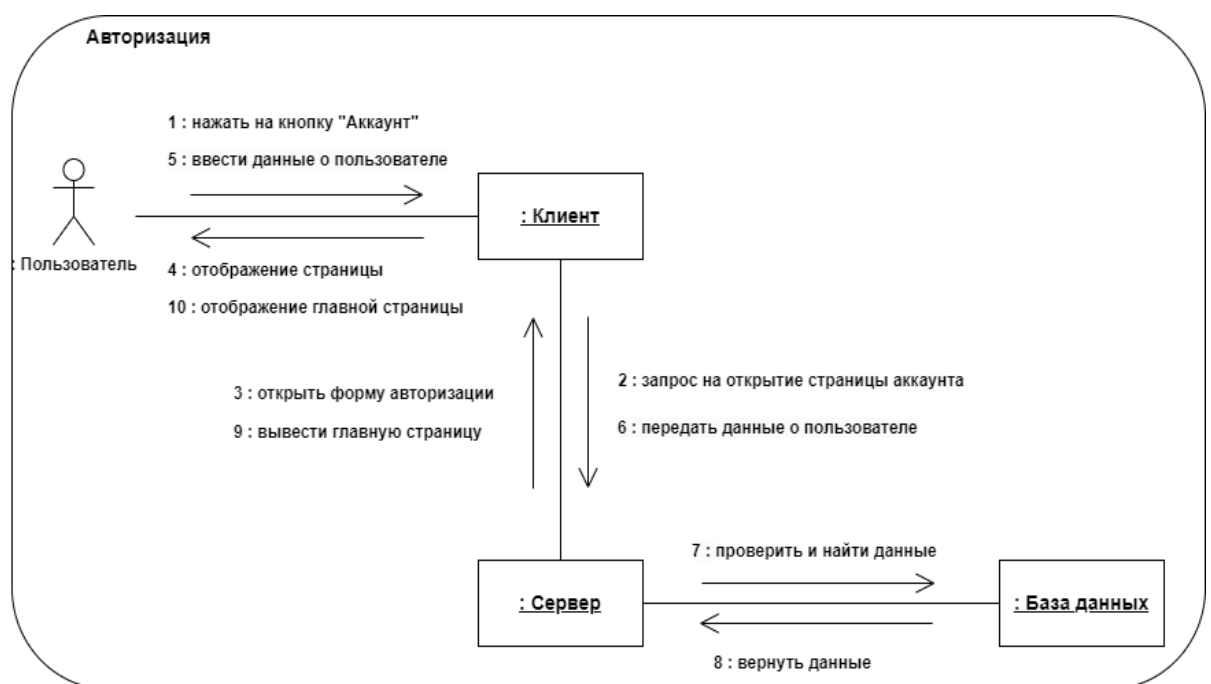 Авторизация
1 : нажать на кнопку "Аккаунт"
5 : ввести данные о пользователе
: Клиент
: Пользователь
4 : отображение страницы
10 : отображение главной страницы
3 : открыть форму авторизации
9 : вывести главную страницу
2 : запрос на открытие страницы аккаунта
6 : передать данные о пользователе
7 : проверить и найти данные
: Сервер
: База данных
8 : вернуть данные